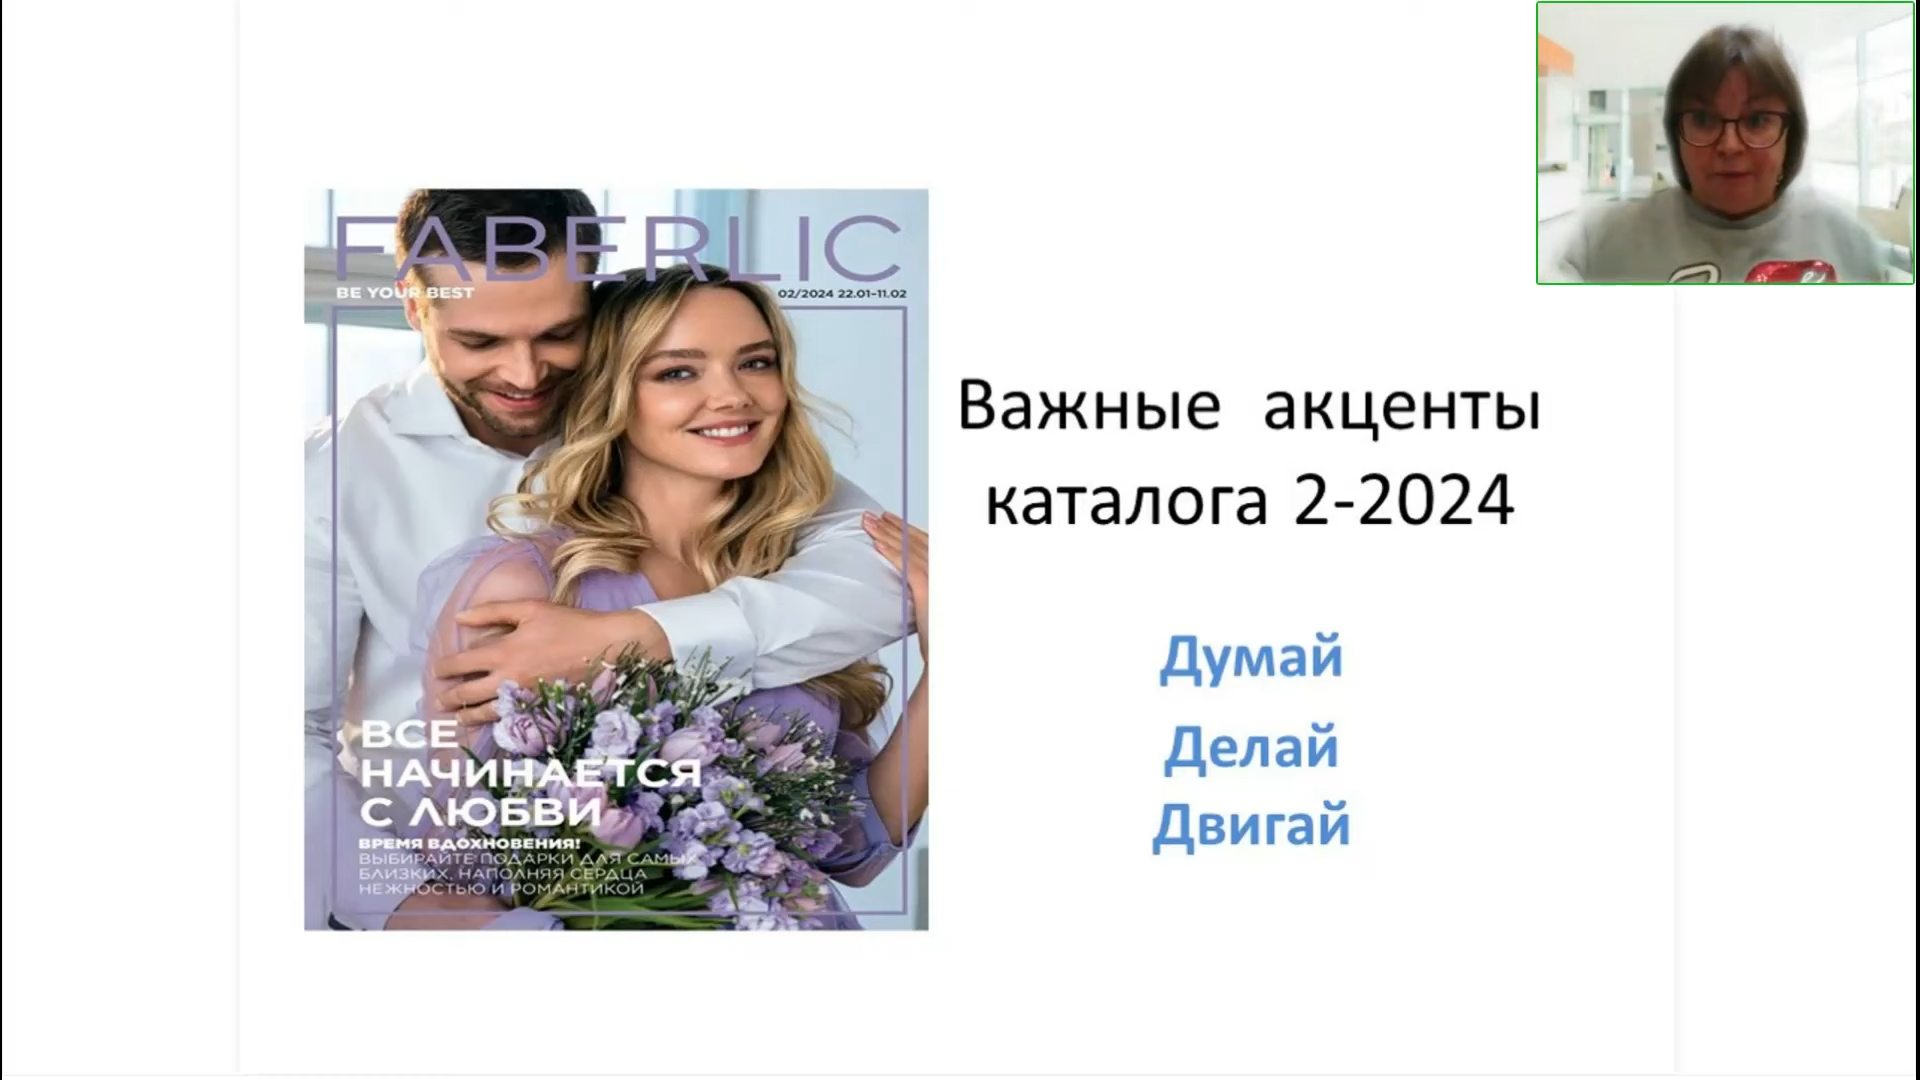 FABERLIC
BE YOUR BEST
02/2024 22.01-11.02
Важные акценты
каталога 2-2024
Думай
Делай
Двигай
ВСЕ
НАЧИНАЕТСЯ
С ЛЮБВИ
ВРЕМЯ ВДОХНОВЕНИЯ!
ВЫБИРАЙТЕ ПОДАРКИ ДЛЯ САМЫХ
БЛИЗКИХ, НАПОЛНЯЯ СЕРДЦА
НЕЖНОСТЬЮ И РОМАНТИКОЙ